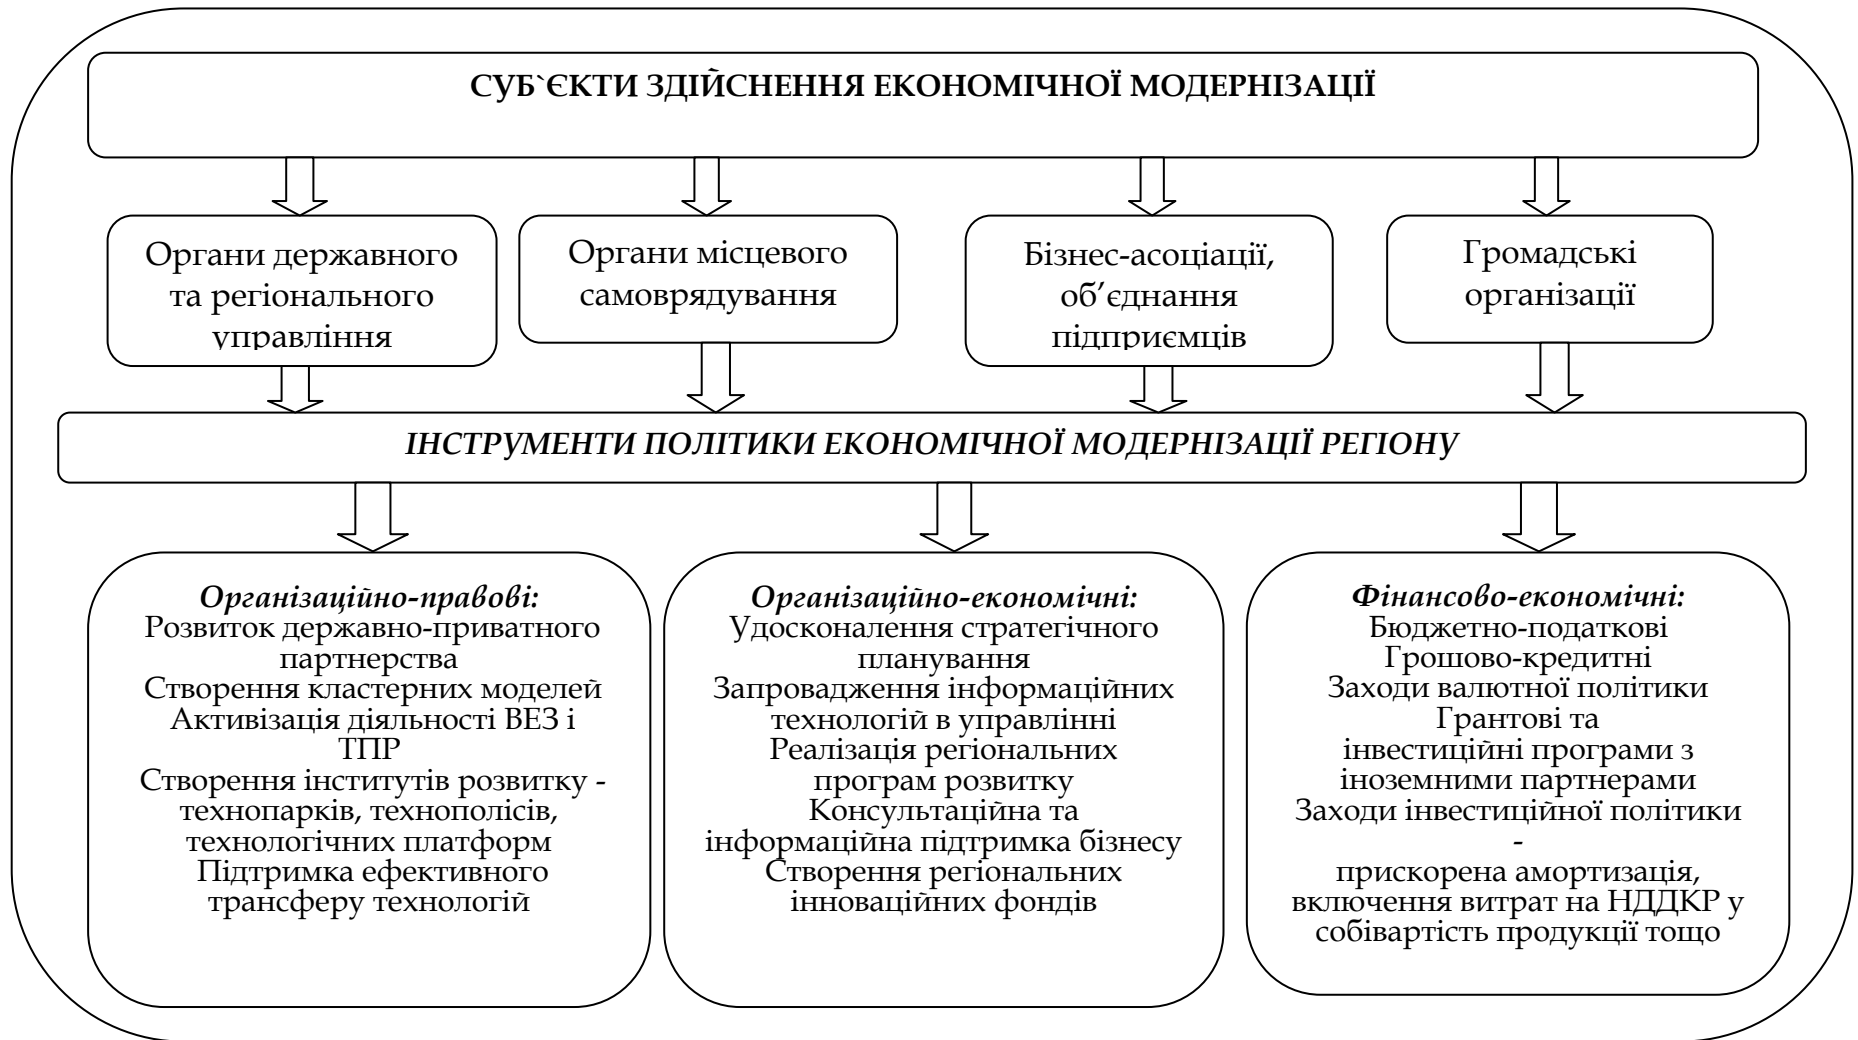 СУБ`ЄКТИ ЗДІЙСНЕННЯ ЕКОНОМІЧНОЇ МОДЕРНІЗАЦІЇ
Органи державного
та регіонального
управління
Органи місцевого
самоврядування
Бізнес-асоціації,
об’єднання
підприємців
Громадські
організації
ІНСТРУМЕНТИ ПОЛІТИКИ ЕКОНОМІЧНОЇ МОДЕРНІЗАЦІЇ РЕГІОНУ
Організаційно-правові:
Розвиток державно-приватного
партнерства
Створення кластерних моделей
Активізація діяльності ВЕЗ і
ТПР
Створення інститутів розвитку -
технопарків, технополісів,
технологічних платформ
Підтримка ефективного
трансферу технологій
Організаційно-економічні:
Удосконалення стратегічного
планування
Запровадження інформаційних
технологій в управлінні
Реалізація регіональних
програм розвитку
Консультаційна та
інформаційна підтримка бізнесу
Створення регіональних
інноваційних фондів
Фінансово-економічні:
Бюджетно-податкові
Грошово-кредитні
Заходи валютної політики
Грантові та
інвестиційні програми з
іноземними партнерами
Заходи інвестиційної політики
-
прискорена амортизація,
включення витрат на НДДКР у
собівартість продукції тощо